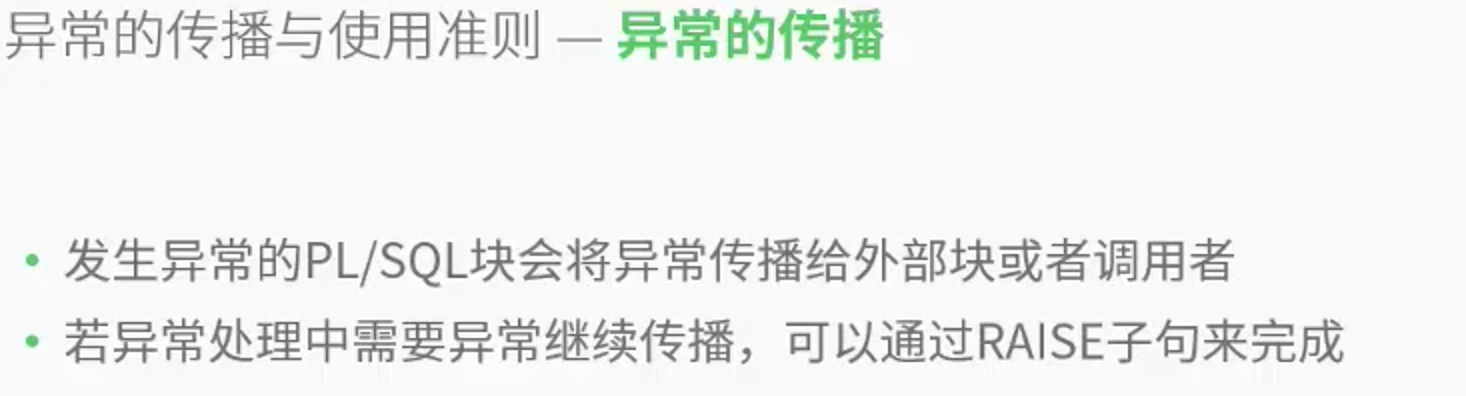 异常的传播与使用准则 — 异常的传播
• 发生异常的PL/SQL块会将异常传播给外部块或者调用者
• 若异常处理中需要异常继续传播，可以通过RAISE子句来完成